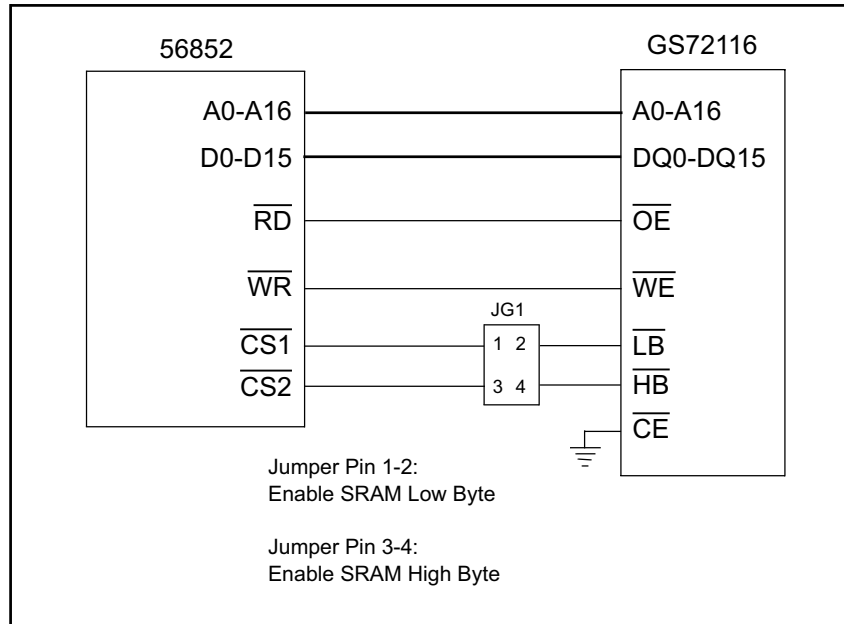 56852
GS72116
A0-A16
A0-A16
D0-D15
DQ0-DQ15
RD
OE
WR
WE
JG1
CS1
1 2
LB
CS2
3 4
HB
CE
Jumper Pin 1-2:
Enable SRAM Low Byte
Jumper Pin 3-4:
Enable SRAM High Byte